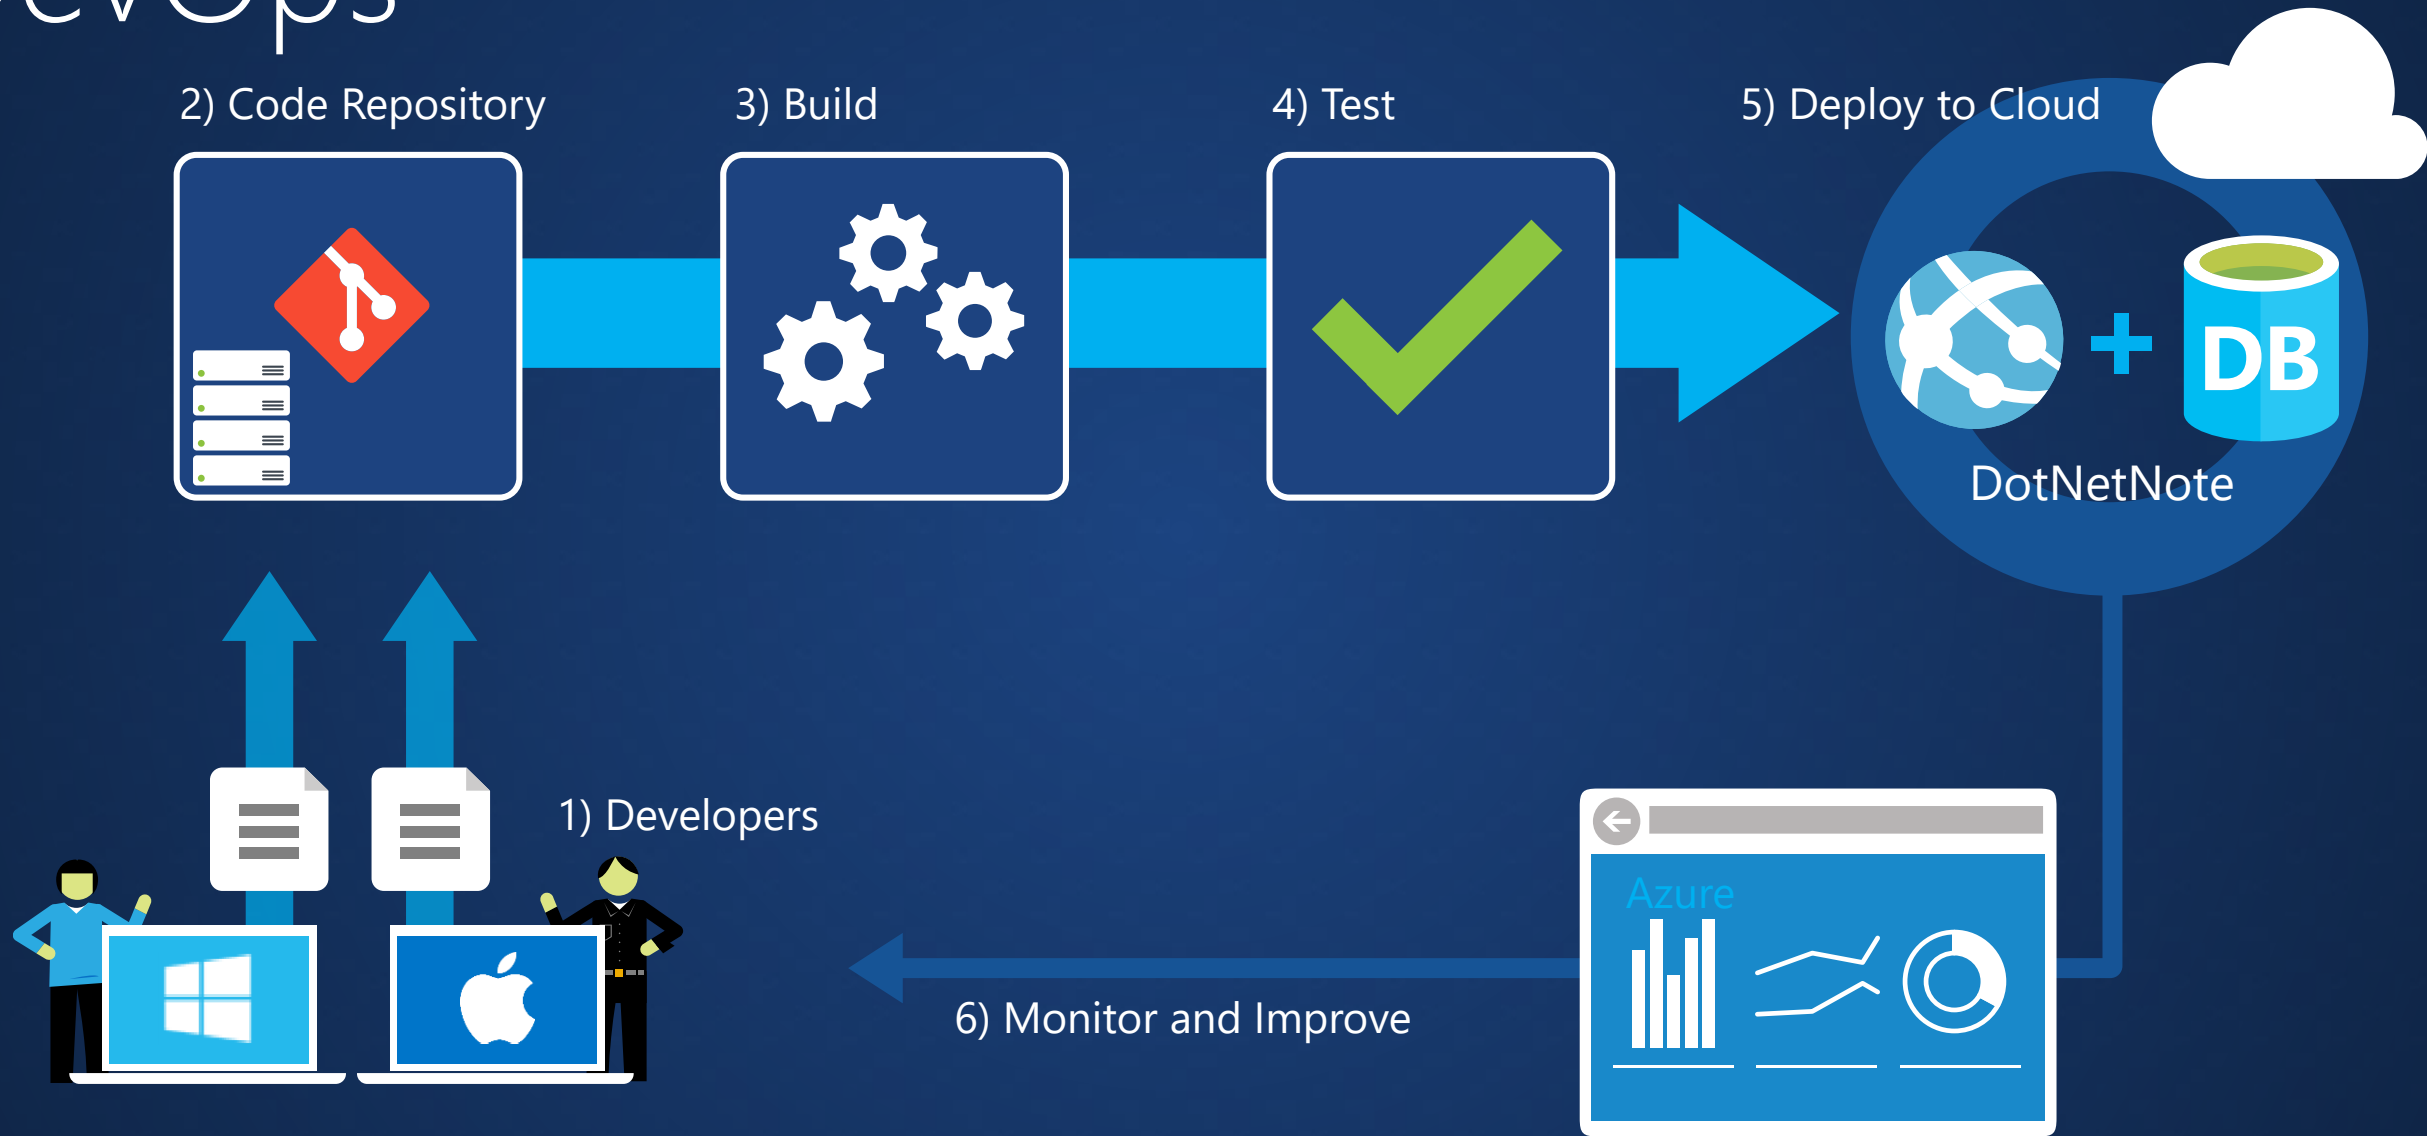 evOps
2) Code Repository
3) Build
4) Test
5) Deploy to Cloud
DB
DotNetNote
1) Developers
Azure
6) Monitor and Improve